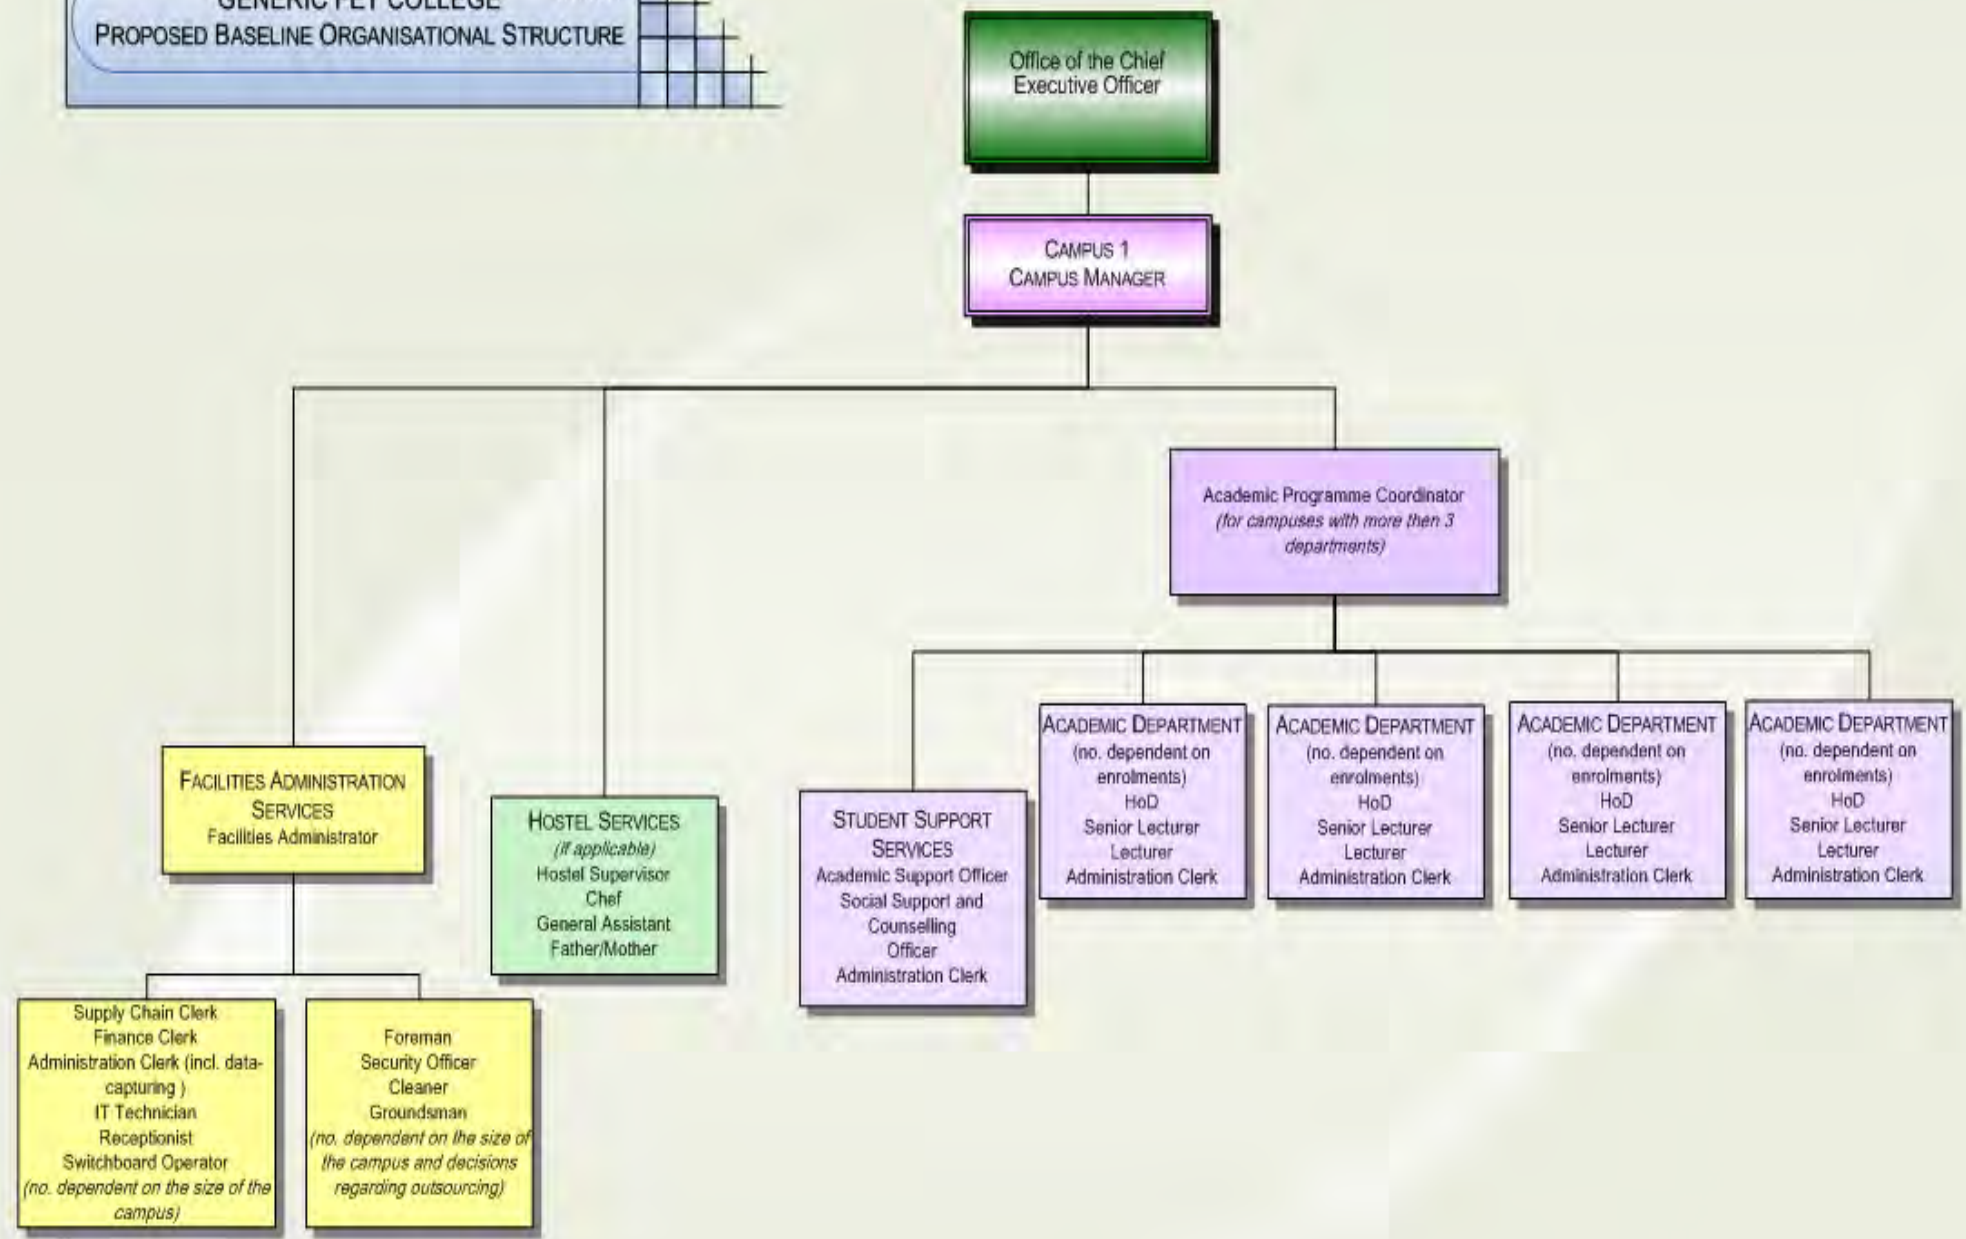 GENERIC FET COLLEGE
PROPOSED BASELINE ORGANISATIONAL STRUCTURE
Office of the Chief
Executive Officer
CAMPUS 1
CAMPUS MANAGER
Academic Programme Coordinator
(for campuses with more then 3
departments)
FACILITIES ADMINISTRATION
SERVICES
Facilities Administrator
HOSTEL SERVICES
(if applicable)
Hostel Supervisor
Chef
General Assistant
Father/Mother
STUDENT SUPPORT
SERVICES
Academic Support Officer
Social Support and
Counselling
Officer
Administration Clerk
ACADEMIC DEPARTMENT
(no. dependent on
enrolments)
HoD
Senior Lecturer
Lecturer
Administration Clerk
ACADEMIC DEPARTMENT
(no. dependent on
enrolments)
HoD
Senior Lecturer
Lecturer
Administration Clerk
ACADEMIC DEPARTMENT
(no. dependent on
enrolments)
HoD
Senior Lecturer
Lecturer
Administration Clerk
ACADEMIC DEPARTMENT
(no. dependent on
enrolments)
HoD
Senior Lecturer
Lecturer
Administration Clerk
Supply Chain Clerk
Finance Clerk
Administration Clerk (incl. data-
capturing )
IT Technician
Receptionist
Switchboard Operator
(no. dependent on the size of the
campus)
Foreman
Security Officer
Cleaner
Groundsman
(no. dependent on the size of
the campus and decisions
regarding outsourcing)